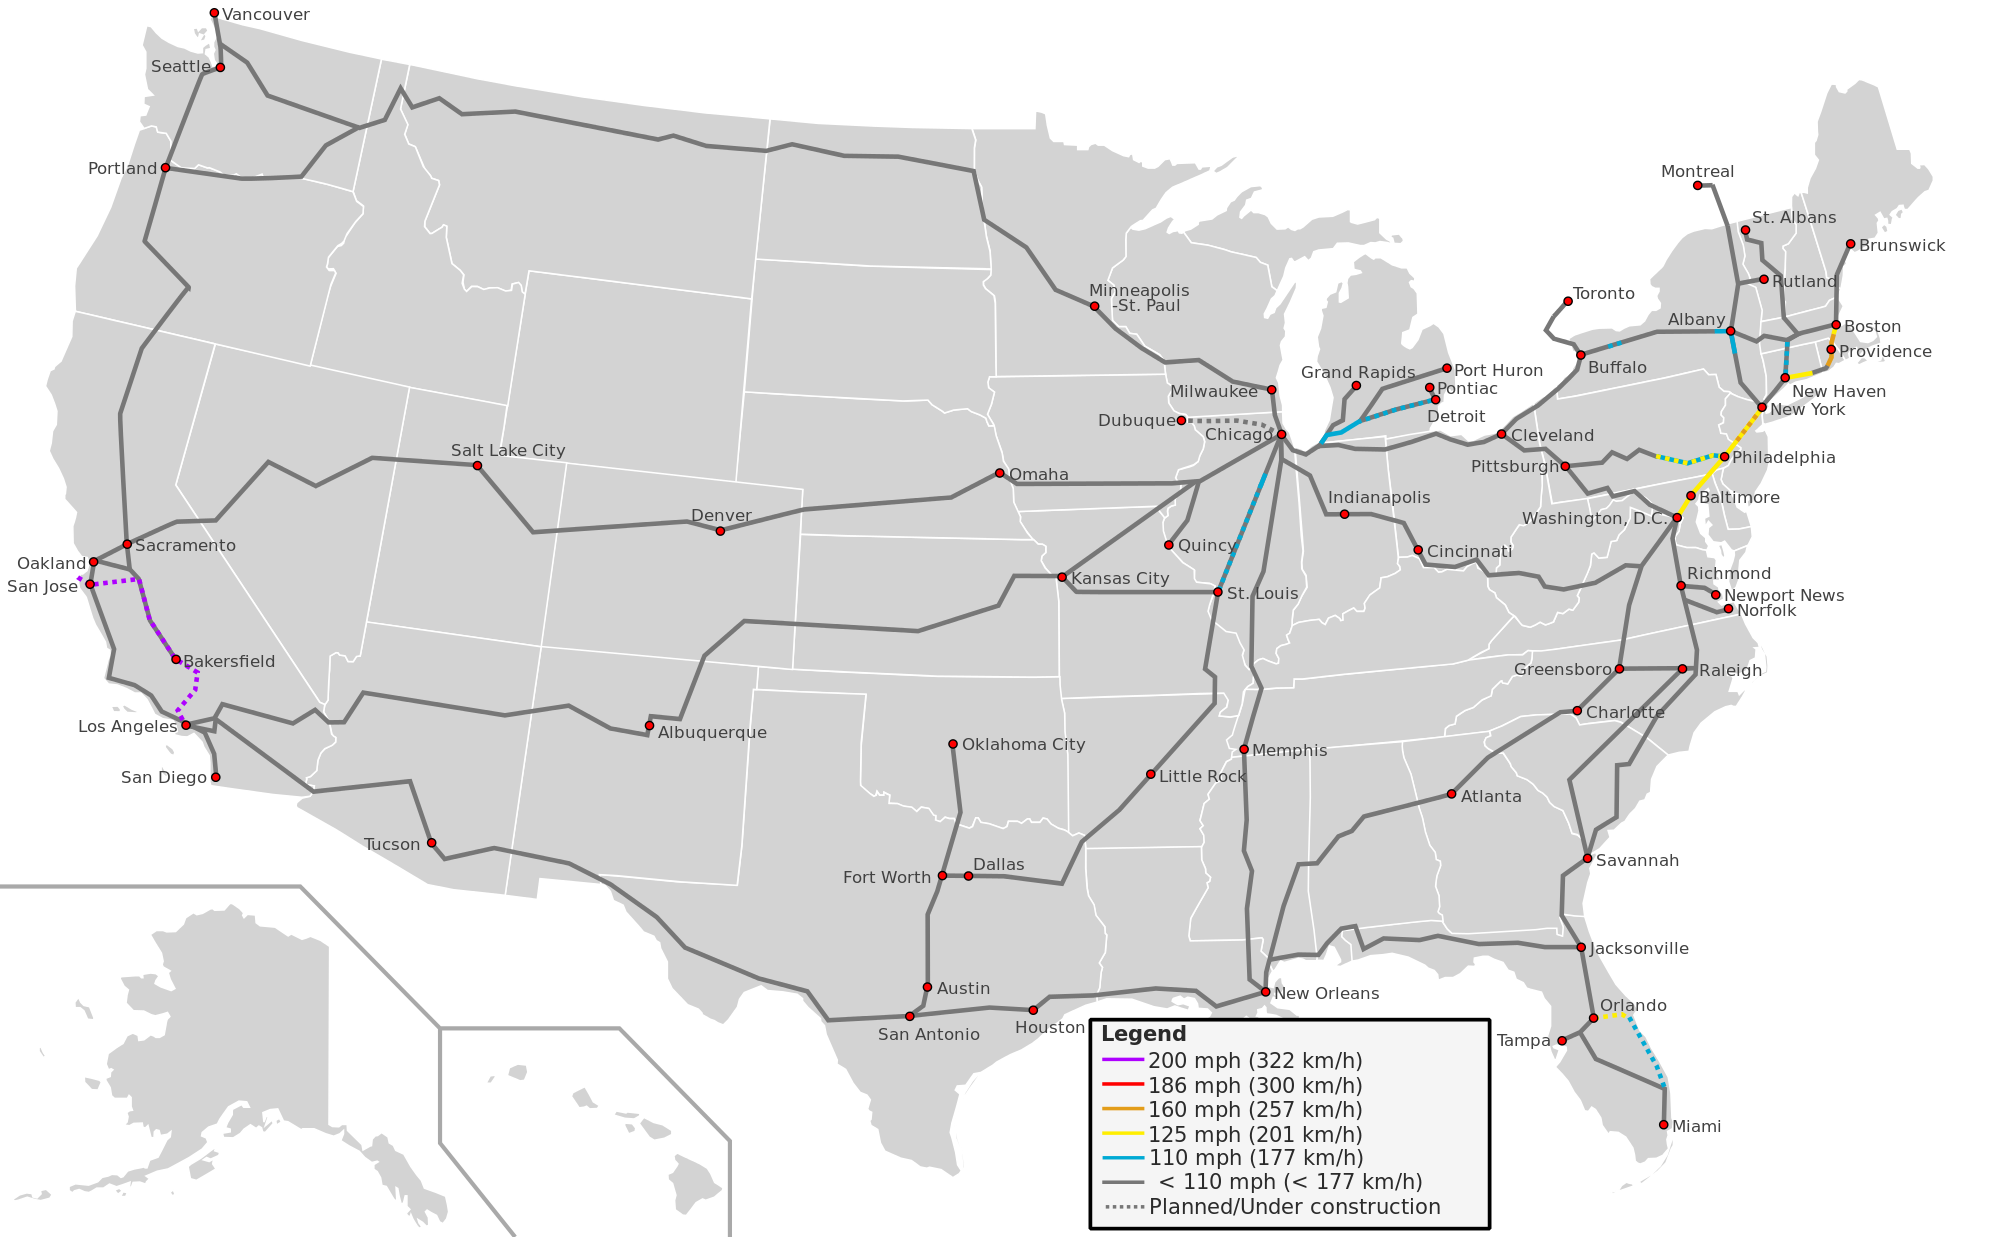 Vancouver
Seattle
Portland
Montreal
St. Albans
Brunswick
Rutland
Toronto
Minneapolis
-St. Paul
Albany
Boston
Providence
Buffalo
Port Huron
Grand Rapids
Pontiac
Milwaukee
New Haven
New York
Detroit
Dubuque
Chicago
Cleveland
Salt Lake City
Philadelphia
Pittsburgh
Omaha
Baltimore
Indianapolis
Denver
Washington, D.C.
Sacramento
Quincy
Cincinnati
Oakland
San Jose
Kansas City
St. Louis
Richmond
Newport News
Norfolk
Bakersfield
Greensboro
Raleigh
Charlotte
Los Angeles
Albuquerque
Oklahoma City
Memphis
San Diego
Little Rock
Atlanta
Tucson
Savannah
Dallas
Fort Worth
Jacksonville
Austin
New Orleans
Orlando
San Antonio
Houston
Tampa
Miami
Legend
200 mph (322 km/h)
186 mph (300 km/h)
160 mph (257 km/h)
125 mph (201 km/h)
110 mph (177 km/h)
< 110 mph (< 177 km/h)
Planned/Under construction